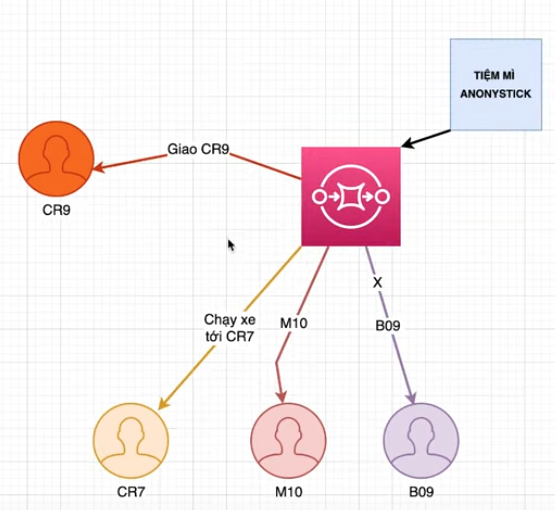 TIỆM MÌ
ANONYSTICK
Giao CR9
CR9
X
Chạy xe
tới CR7
M10
B09
CR7
M10
B09